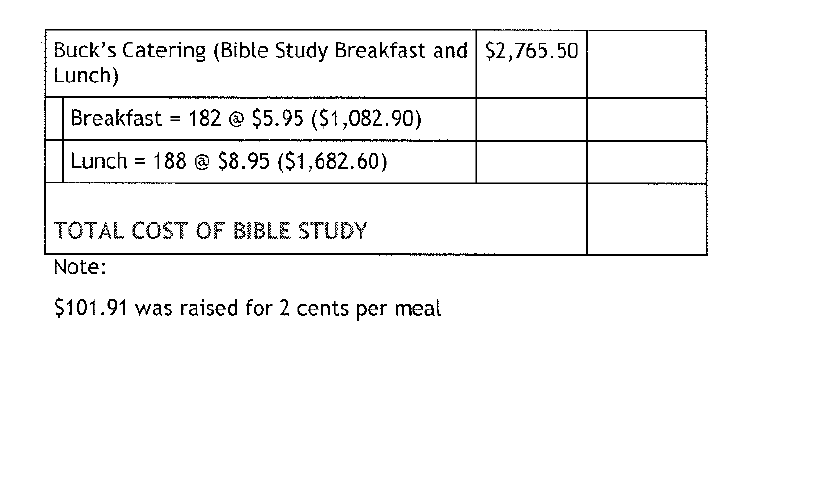 Buck's Catering (Bible Study Breakfast and $2,765.50
Lunch)
Breakfast = 182 @ $5.95 ($1,082.90)
Lunch = 188 @ $8.95 ($1,682.60)
TOTAL COST OF BIBLE STUDY
Note:
$101.91 was raised for 2 cents per meal